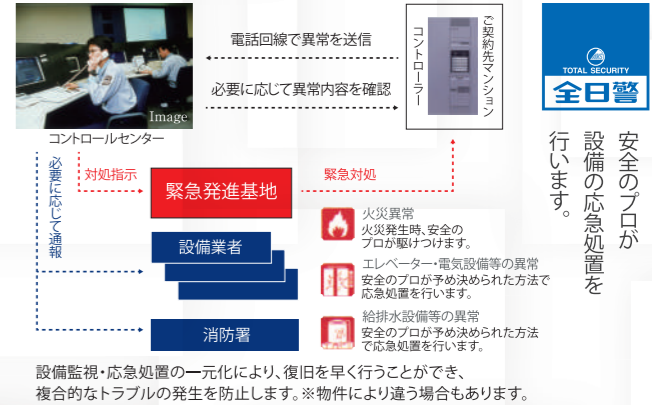 電話回線で異常を送信
必要に応じて異常内容を確認
ご契約先マンション
コントローラー
Image
コントロールセンター
TOTAL SECURITY
全日警
安全のプロが
設備の応急処置を
行います。
必要に応じて通報
対処指示
緊急発進基地
緊急対処
設備業者
消防署
火災異常
火災発生時、安全の
プロが駆けつけます。
エレベーター・電気設備等の異常
安全のプロが予め決められた方法で
応急処置を行います。
給排水設備等の異常
安全のプロが予め決められた方法
で応急処置を行います。
設備監視・応急処置の一元化により、復旧を早く行うことができ、
複合的なトラブルの発生を防止します。※物件により違う場合もあります。